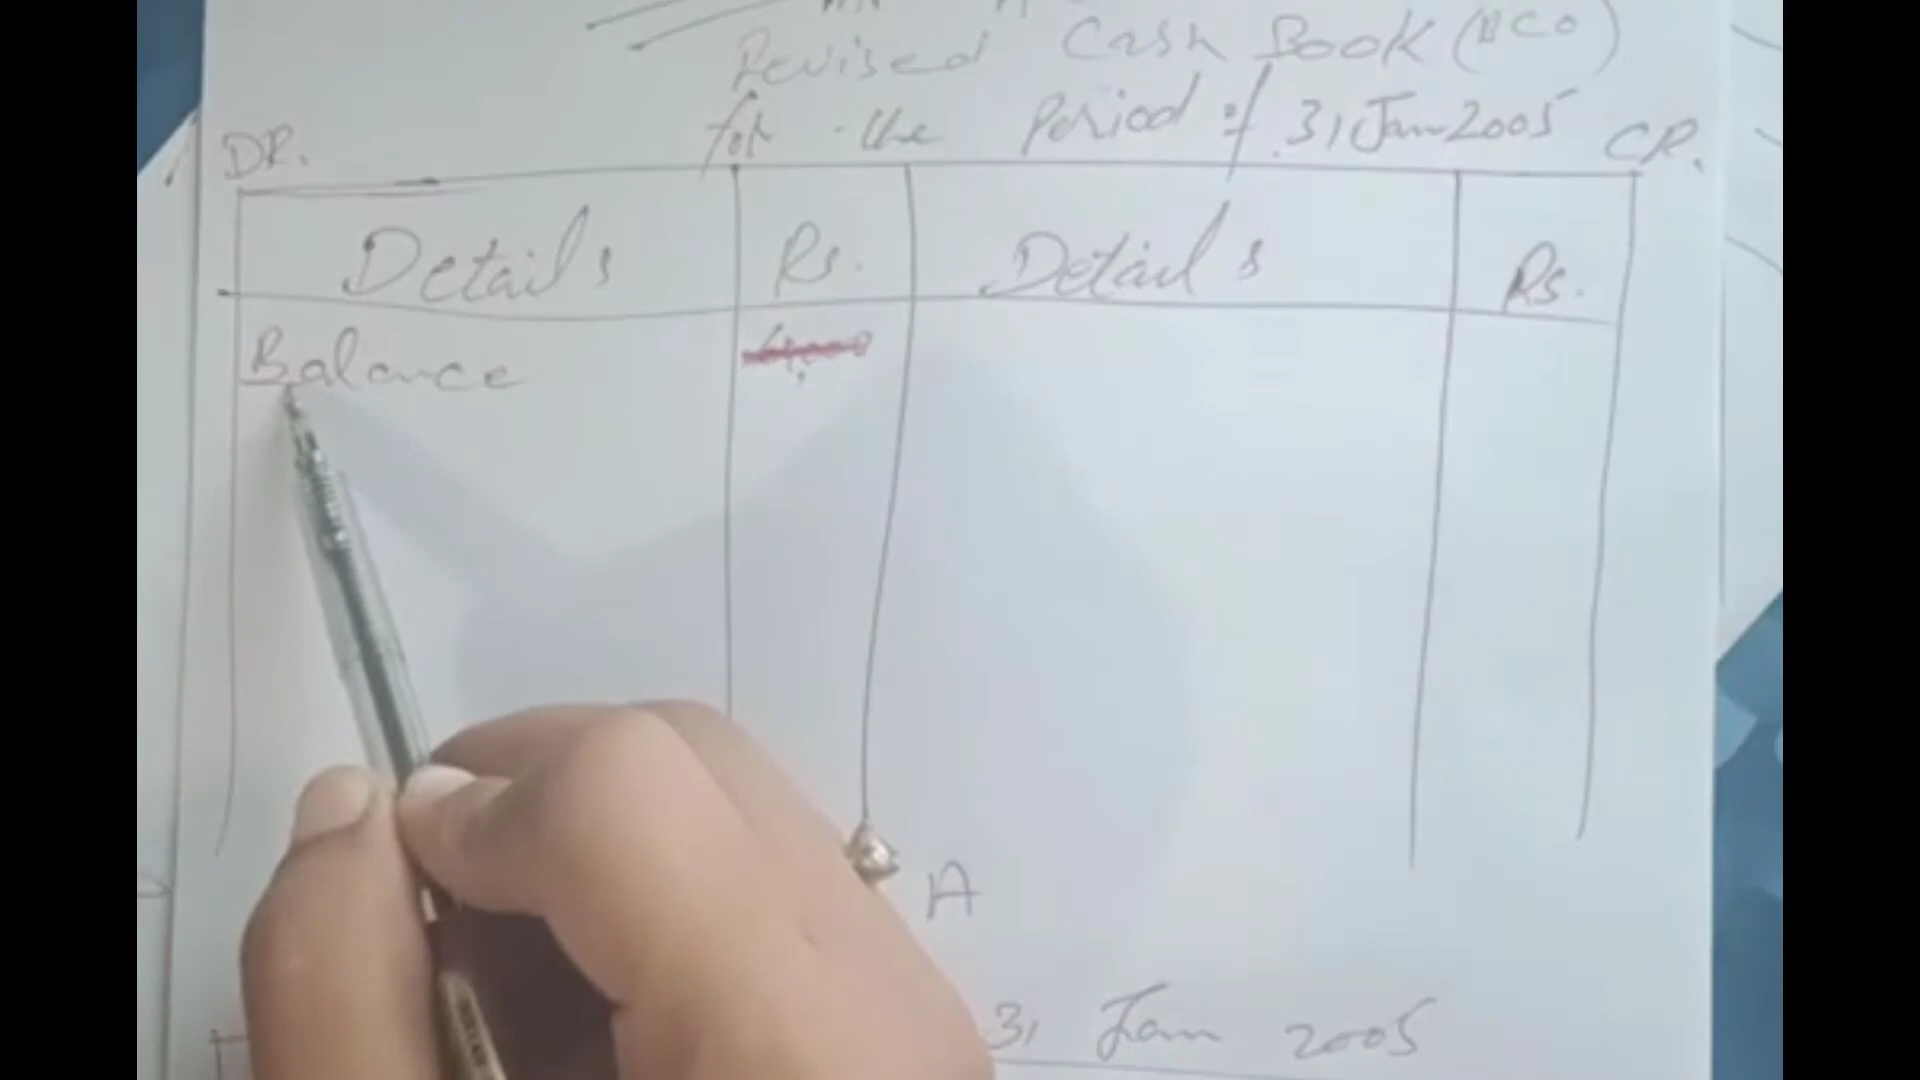 Revised Cash Book (BCO)
for the Period of 31 Jan 2005
DR. CR.
Details Rs. Details Rs.
Balance
A
31 Jan 2005